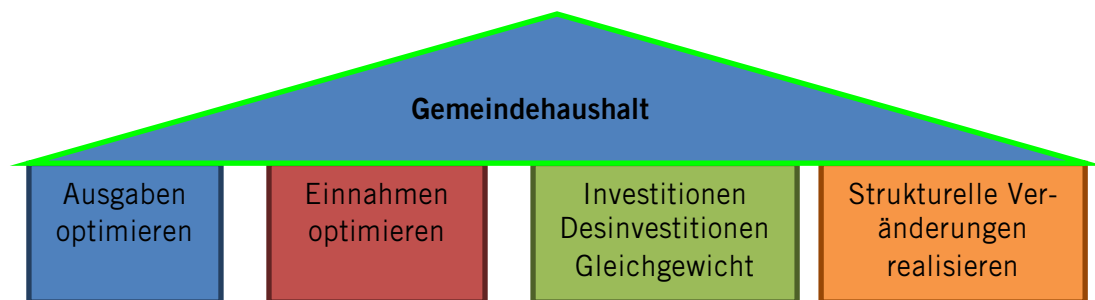 Gemeindehaushalt
Ausgaben
optimieren
Einnahmen
optimieren
Investitionen
Desinvestitionen
Gleichgewicht
Strukturelle Ver-
änderungen
realisieren